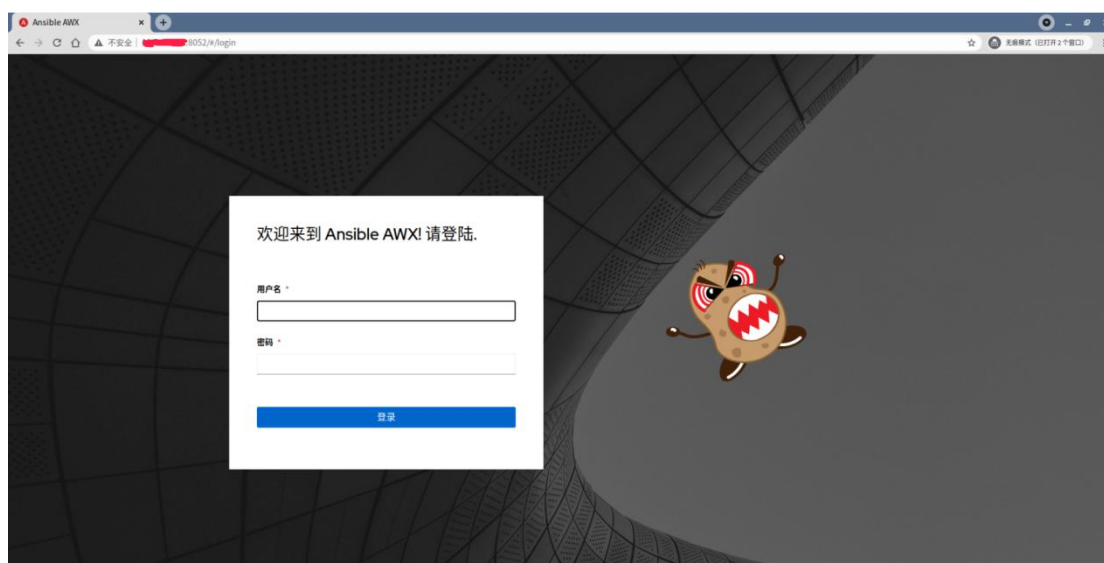 Ansible AWX
不安全 :8052/#/login
无痕模式（已打开 2 个窗口）
欢迎来到 Ansible AWX! 请登陆.
用户名 *
密码 *
登录